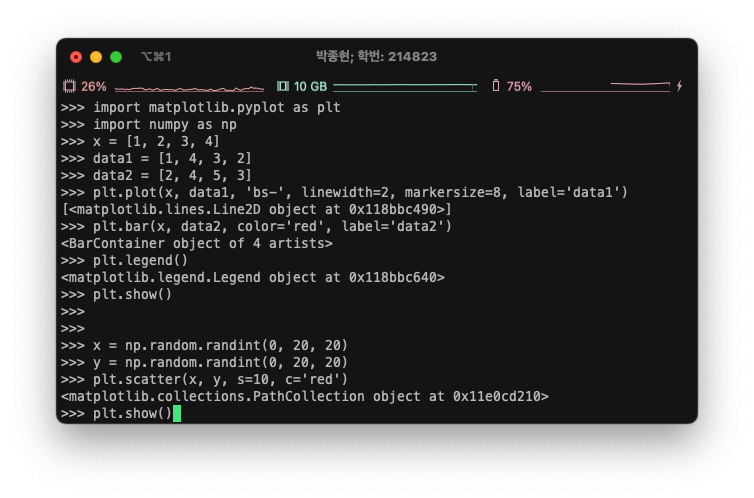 ⌥⌘1 박종현; 학번: 214823
26% 10 GB 75%
>>> import matplotlib.pyplot as plt
>>> import numpy as np
>>> x = [1, 2, 3, 4]
>>> data1 = [1, 4, 3, 2]
>>> data2 = [2, 4, 5, 3]
>>> plt.plot(x, data1, 'bs-', linewidth=2, markersize=8, label='data1')
[<matplotlib.lines.Line2D object at 0x118bbc490>]
>>> plt.bar(x, data2, color='red', label='data2')
<BarContainer object of 4 artists>
>>> plt.legend()
<matplotlib.legend.Legend object at 0x118bbc640>
>>> plt.show()
>>>
>>>
>>> x = np.random.randint(0, 20, 20)
>>> y = np.random.randint(0, 20, 20)
>>> plt.scatter(x, y, s=10, c='red')
<matplotlib.collections.PathCollection object at 0x11e0cd210>
>>> plt.show()